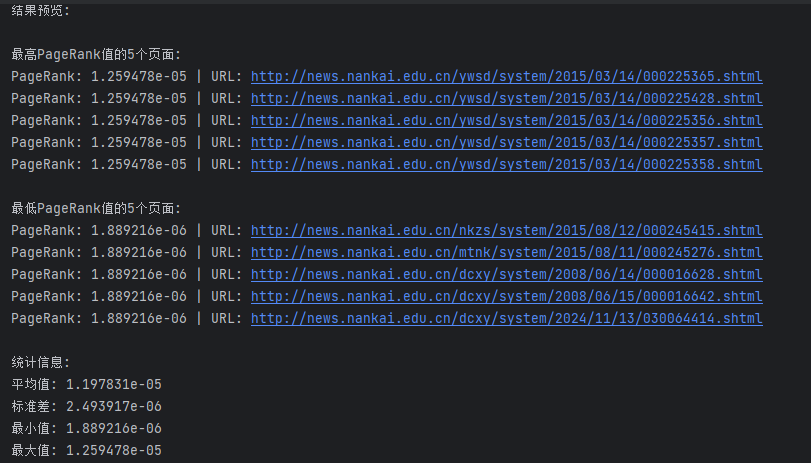 结果预览:
最高PageRank值的5个页面:
PageRank: 1.259478e-05 | URL: http://news.nankai.edu.cn/ywsd/system/2015/03/14/000225365.shtml
PageRank: 1.259478e-05 | URL: http://news.nankai.edu.cn/ywsd/system/2015/03/14/000225428.shtml
PageRank: 1.259478e-05 | URL: http://news.nankai.edu.cn/ywsd/system/2015/03/14/000225356.shtml
PageRank: 1.259478e-05 | URL: http://news.nankai.edu.cn/ywsd/system/2015/03/14/000225357.shtml
PageRank: 1.259478e-05 | URL: http://news.nankai.edu.cn/ywsd/system/2015/03/14/000225358.shtml
最低PageRank值的5个页面:
PageRank: 1.889216e-06 | URL: http://news.nankai.edu.cn/nkzs/system/2015/08/12/000245415.shtml
PageRank: 1.889216e-06 | URL: http://news.nankai.edu.cn/mtnk/system/2015/08/11/000245276.shtml
PageRank: 1.889216e-06 | URL: http://news.nankai.edu.cn/dcxy/system/2008/06/14/000016628.shtml
PageRank: 1.889216e-06 | URL: http://news.nankai.edu.cn/dcxy/system/2008/06/15/000016642.shtml
PageRank: 1.889216e-06 | URL: http://news.nankai.edu.cn/dcxy/system/2024/11/13/030064414.shtml
统计信息:
平均值: 1.197831e-05
标准差: 2.493917e-06
最小值: 1.889216e-06
最大值: 1.259478e-05